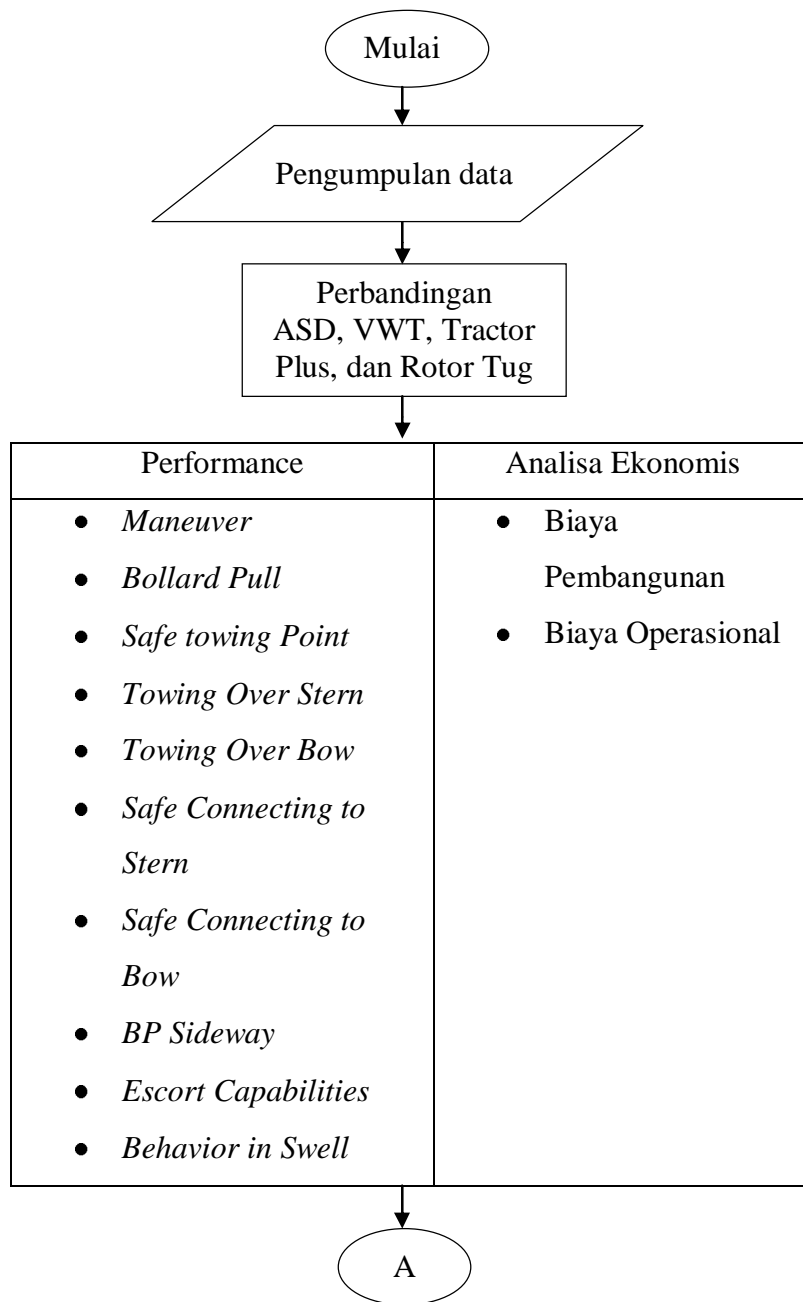 Mulai
Pengumpulan data
Perbandingan
ASD, VWT, Tractor
Plus, dan Rotor Tug
Performance
Analisa Ekonomis
• Maneuver
• Bollard Pull
• Safe towing Point
• Towing Over Stern
• Towing Over Bow
• Safe Connecting to
Stern
• Safe Connecting to
Bow
• BP Sideway
• Escort Capabilities
• Behavior in Swell
• Biaya
Pembangunan
• Biaya Operasional
A